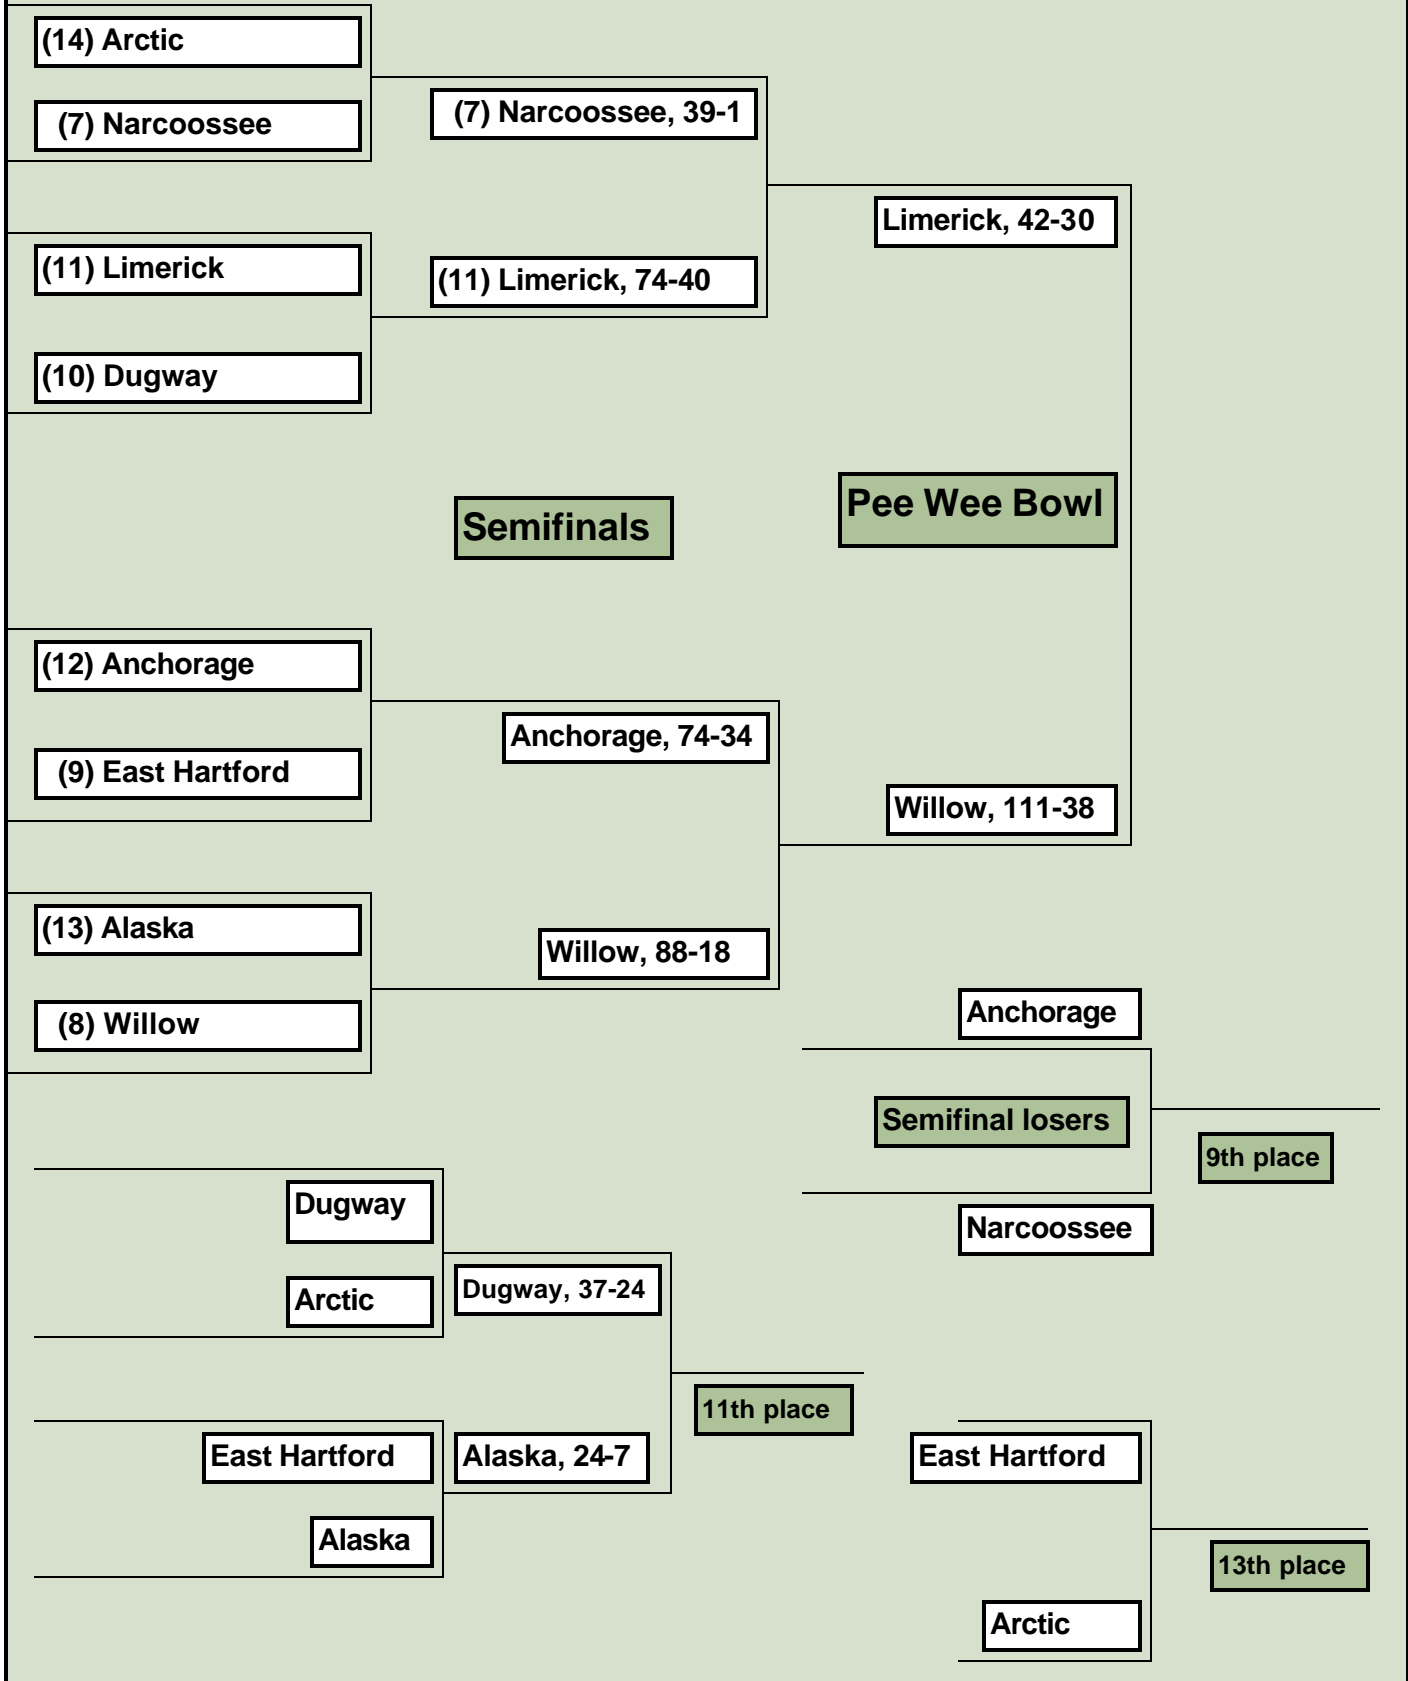 (14) Arctic
(7) Narcoossee
(7) Narcoossee, 39-1
Limerick, 42-30
(11) Limerick
(11) Limerick, 74-40
(10) Dugway
Semifinals
Pee Wee Bowl
(12) Anchorage
Anchorage, 74-34
(9) East Hartford
Willow, 111-38
(13) Alaska
Willow, 88-18
(8) Willow
Anchorage
Semifinal losers
9th place
Narcoossee
Dugway
Arctic
Dugway, 37-24
11th place
East Hartford
Alaska, 24-7
Alaska
East Hartford
13th place
Arctic